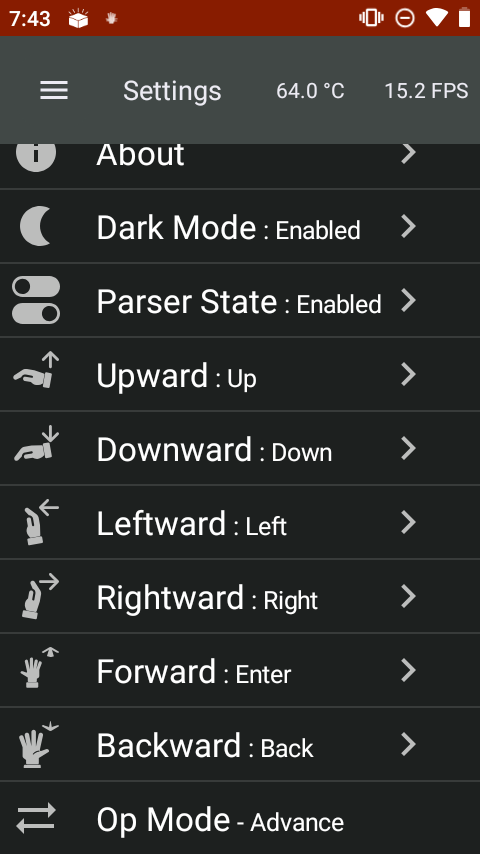 7:43
Settings 64.0 °C 15.2 FPS
About
Dark Mode : Enabled
Parser State : Enabled
Upward : Up
Downward : Down
Leftward : Left
Rightward : Right
Forward : Enter
Backward : Back
Op Mode - Advance